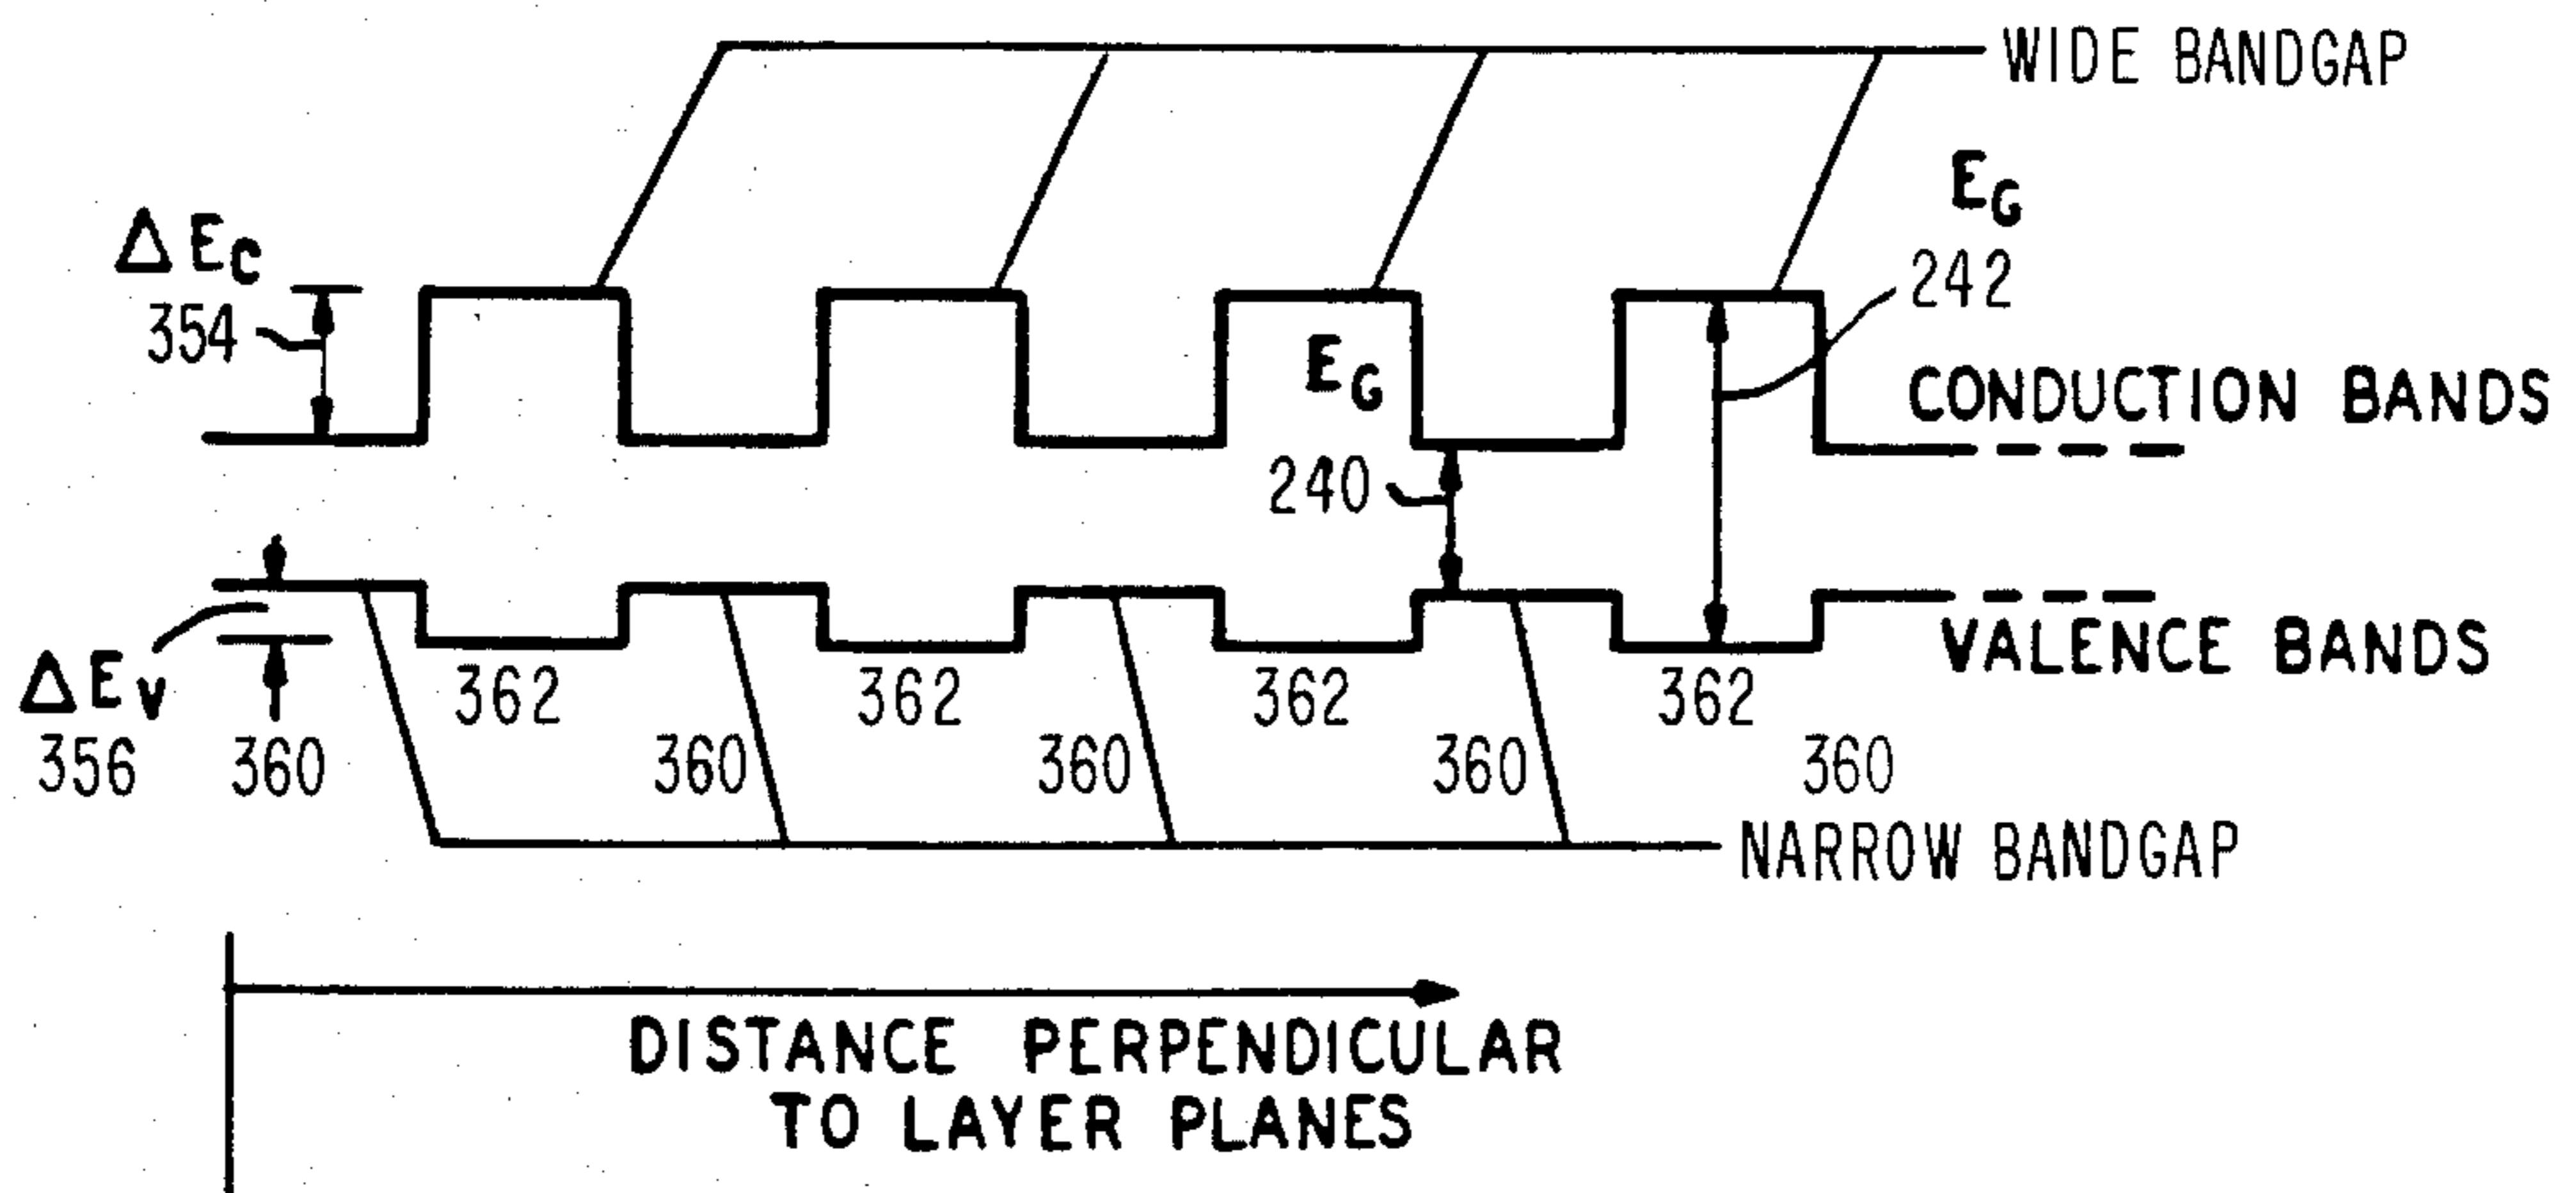 WIDE BANDGAP
E_G
242
ΔE_C
354
E_G
CONDUCTION BANDS
240
VALENCE BANDS
ΔE_V
356
362 362 362 362
360 360 360 360 360
NARROW BANDGAP
DISTANCE PERPENDICULAR
TO LAYER PLANES